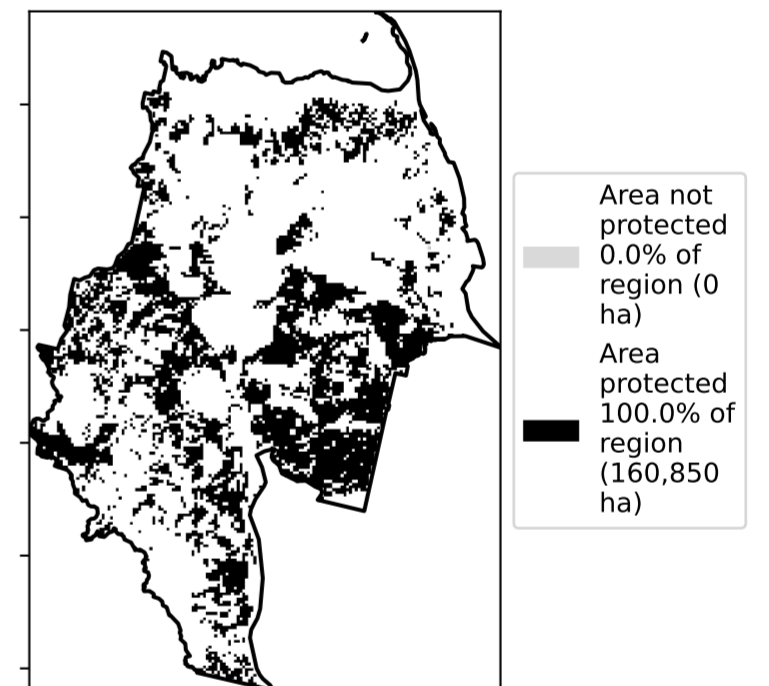 Area not
protected
0.0% of
region (0
ha)
Area
protected
100.0% of
region
(160,850
ha)